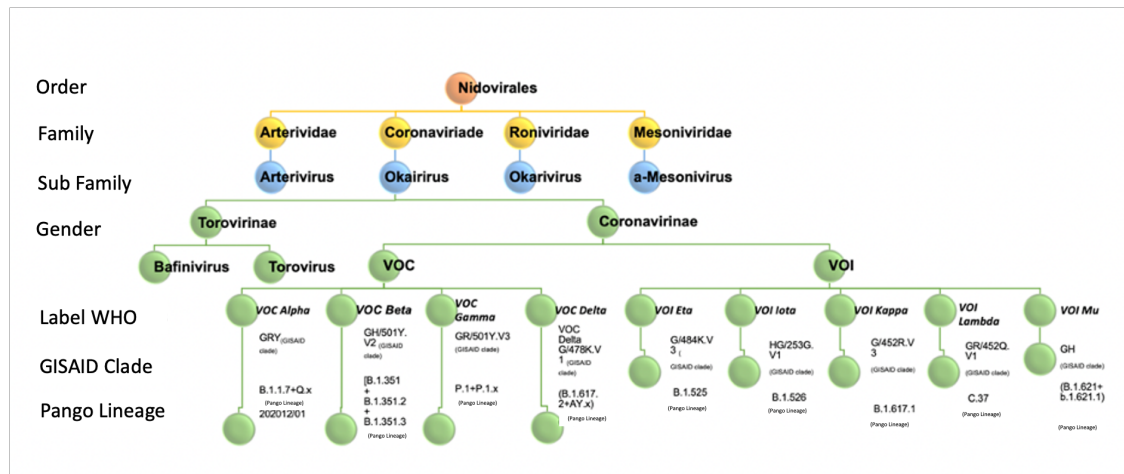 Order
Nidovirales
Family
Arterividae
Coronaviriade
Roniviridae
Mesoniviridae
Sub Family
Arterivirus
Okairirus
Okarivirus
a-Mesonivirus
Gender
Torovirinae
Coronavirinae
Bafinivirus
Torovirus
VOC
VOI
Label WHO
GISAID Clade
Pango Lineage
VOC Alpha
GRY (GISAID
clade)
B.1.1.7+Q.x
(Pango Lineage)
202012/01
VOC Beta
GH/501Y.
V2 (GISAID
clade)
[B.1.351
+
B.1.351.2
+
B.1.351.3
(Pango Lineage)
VOC
Gamma
GR/501Y.V3
(GISAID clade)
P.1+P.1.x
(Pango Lineage)
VOC Delta
VOC
Delta
G/478K.V
1 (GISAID
clade)
(B.1.617.
2+AY.x)
(Pango Lineage)
VOI Eta
G/484K.V
3 (
GISAID clade)
B.1.525
(Pango Lineage)
VOI Iota
HG/253G.
V1
(GISAID clade)
B.1.526
(Pango Lineage)
VOI Kappa
G/452R.V
3
(GISAID clade)
B.1.617.1
(Pango Lineage)
VOI
Lambda
GR/452Q.
V1
(GISAID clade)
C.37
(Pango Lineage)
VOI Mu
GH
(GISAID clade)
(B.1.621+
b.1.621.1)
(Pango Lineage)